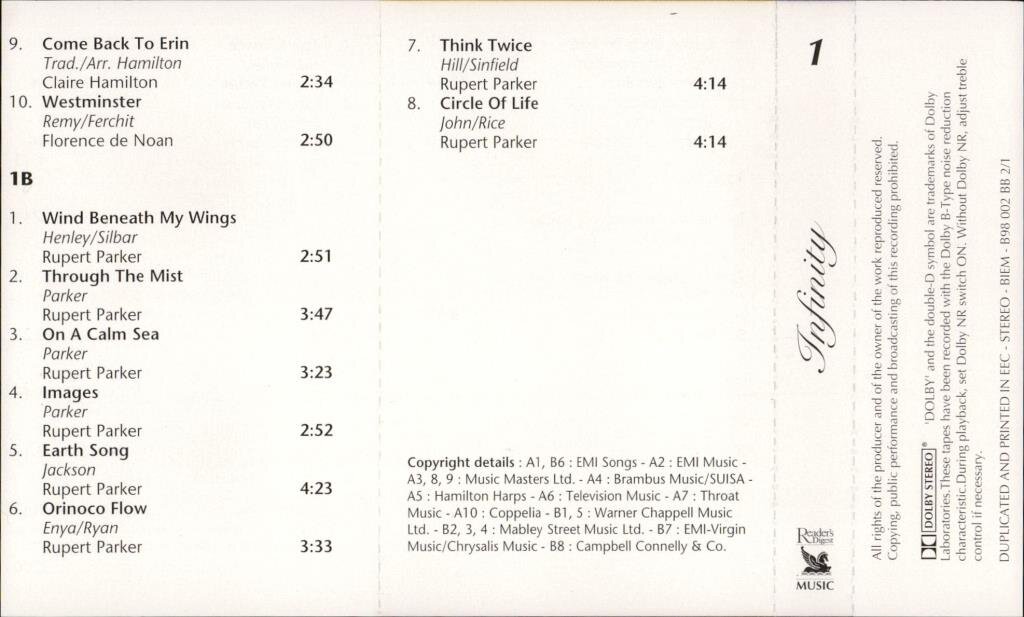 9. Come Back To Erin
Trad./Arr. Hamilton
Claire Hamilton 2:34
10. Westminster
Remy/Ferchit
Florence de Noan 2:50
1B
1. Wind Beneath My Wings
Henley/Silbar
Rupert Parker 2:51
2. Through The Mist
Parker
Rupert Parker 3:47
3. On A Calm Sea
Parker
Rupert Parker 3:23
4. Images
Parker
Rupert Parker 2:52
5. Earth Song
Jackson
Rupert Parker 4:23
6. Orinoco Flow
Enya/Ryan
Rupert Parker 3:33
7. Think Twice
Hill/Sinfield
Rupert Parker 4:14
8. Circle Of Life
John/Rice
Rupert Parker 4:14
Copyright details : A1, B6 : EMI Songs - A2 : EMI Music -
A3, 8, 9 : Music Masters Ltd. - A4 : Brambus Music/SUISA -
A5 : Hamilton Harps - A6 : Television Music - A7 : Throat
Music - A10 : Coppelia - B1, 5 : Warner Chappell Music
Ltd. - B2, 3, 4 : Mabley Street Music Ltd. - B7 : EMI-Virgin
Music/Chrysalis Music - B8 : Campbell Connelly & Co.
1
Infinity
Reader's
Digest
MUSIC
All rights of the producer and of the owner of the work reproduced reserved.
Copying, public performance and broadcasting of this recording prohibited.
DOLBY STEREO® 'DOLBY' and the double-D symbol are trademarks of Dolby
Laboratories.These tapes have been recorded with the Dolby B-Type noise reduction
characteristic.During playback, set Dolby NR switch ON. Without Dolby NR, adjust treble
control if necessary.
DUPLICATED AND PRINTED IN EEC - STEREO - BIEM - B98 002 BB 2/1